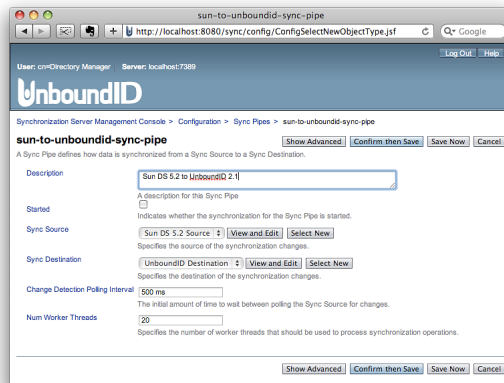 sun-to-unboundid-sync-pipe
http://localhost:8080/sync/config/ConfigSelectNewObjectType.jsf
Google
Log Out Help
User: cn=Directory Manager Server: localhost:7389
UnboundID
Synchronization Server Management Console > Configuration > Sync Pipes > sun-to-unboundid-sync-pipe
sun-to-unboundid-sync-pipe
Show Advanced Confirm then Save Save Now Cancel
A Sync Pipe defines how data is synchronized from a Sync Source to a Sync Destination.
Description
Sun DS 5.2 to UnboundID 2.1
A description for this Sync Pipe
Started
Indicates whether the synchronization for the Sync Pipe is started.
Sync Source
Sun DS 5.2 Source View and Edit Select New
Specifies the source of the synchronization changes.
Sync Destination
UnboundID Destination View and Edit Select New
Specifies the destination of the synchronization changes.
Change Detection Polling Interval
500 ms
The initial amount of time to wait between polling the Sync Source for changes.
Num Worker Threads
20
Specifies the number of worker threads that should be used to process synchronization operations.
Show Advanced Confirm then Save Save Now Cancel